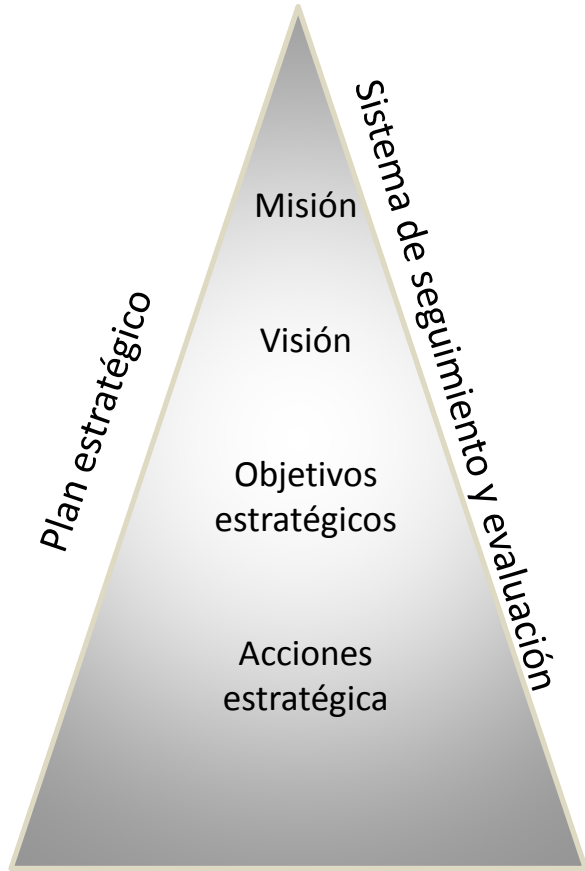 Misión
Visión
Objetivos
estratégicos
Acciones
estratégica
Plan estratégico
Sistema de seguimiento y evaluación